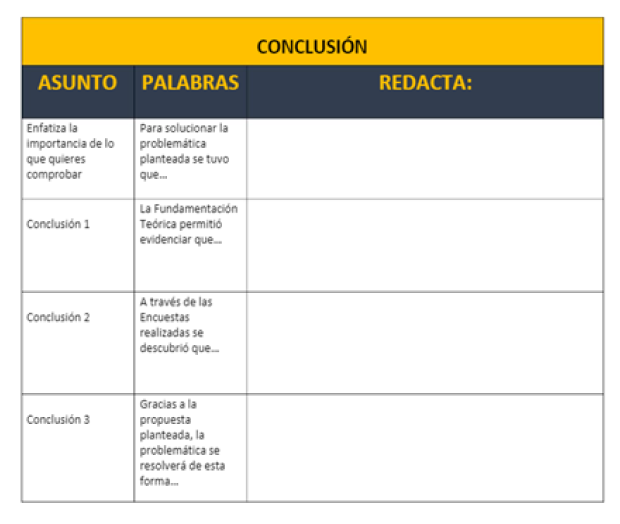 CONCLUSIÓN
ASUNTO PALABRAS REDACTA:
Enfatiza la
importancia de lo
que quieres
comprobar
Para solucionar la
problemática
planteada se tuvo
que...
Conclusión 1
La Fundamentación
Teórica permitió
evidenciar que...
Conclusión 2
A través de las
Encuestas
realizadas se
descubrió que...
Conclusión 3
Gracias a la
propuesta
planteada, la
problemática se
resolverá de esta
forma...